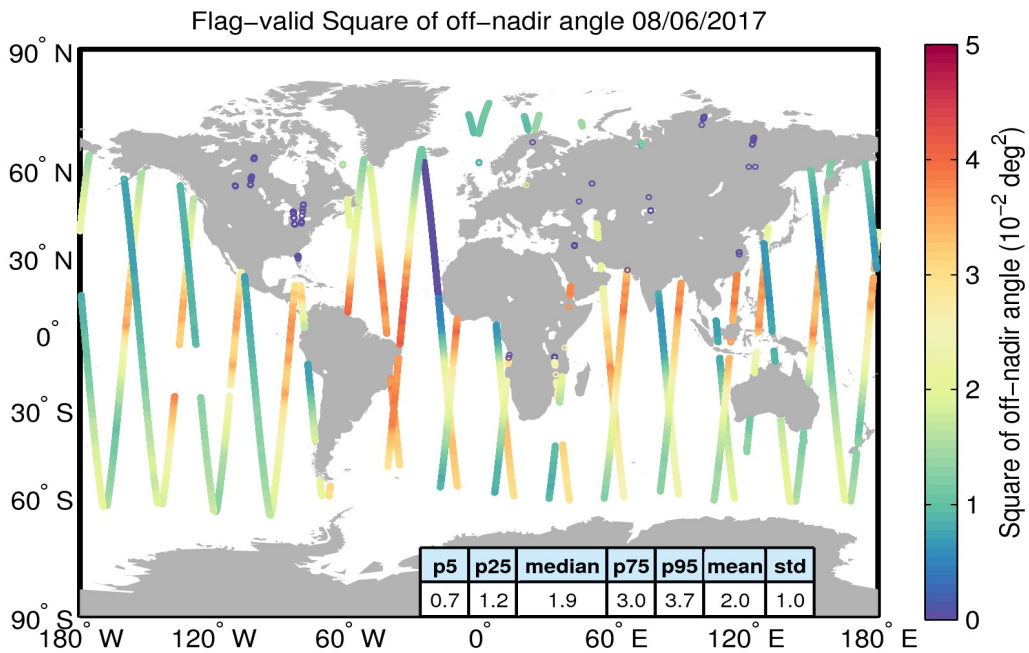 Flag−valid Square of off−nadir angle 08/06/2017
90° N
60° N
30° N
0°
30° S
60° S
90° S
180° W
120° W
60° W
0°
60° E
120° E
180° E
p5 p25 median p75 p95 mean std
0.7 1.2 1.9 3.0 3.7 2.0 1.0
5
4
3
2
1
0
Square of off−nadir angle (10⁻² deg²)